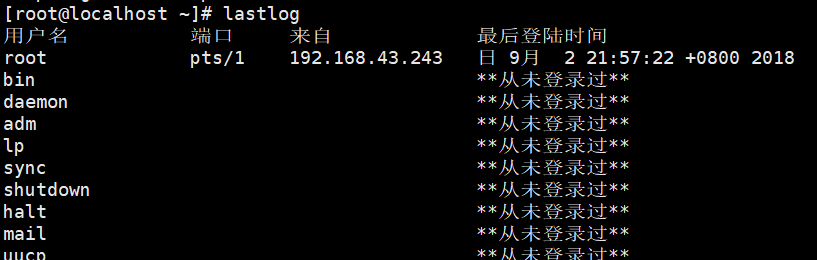 [root@localhost ~]# lastlog
用户名 端口 来自 最后登陆时间
root pts/1 192.168.43.243 日 9月 2 21:57:22 +0800 2018
bin **从未登录过**
daemon **从未登录过**
adm **从未登录过**
lp **从未登录过**
sync **从未登录过**
shutdown **从未登录过**
halt **从未登录过**
mail **从未登录过**
uucp **从未登录过**